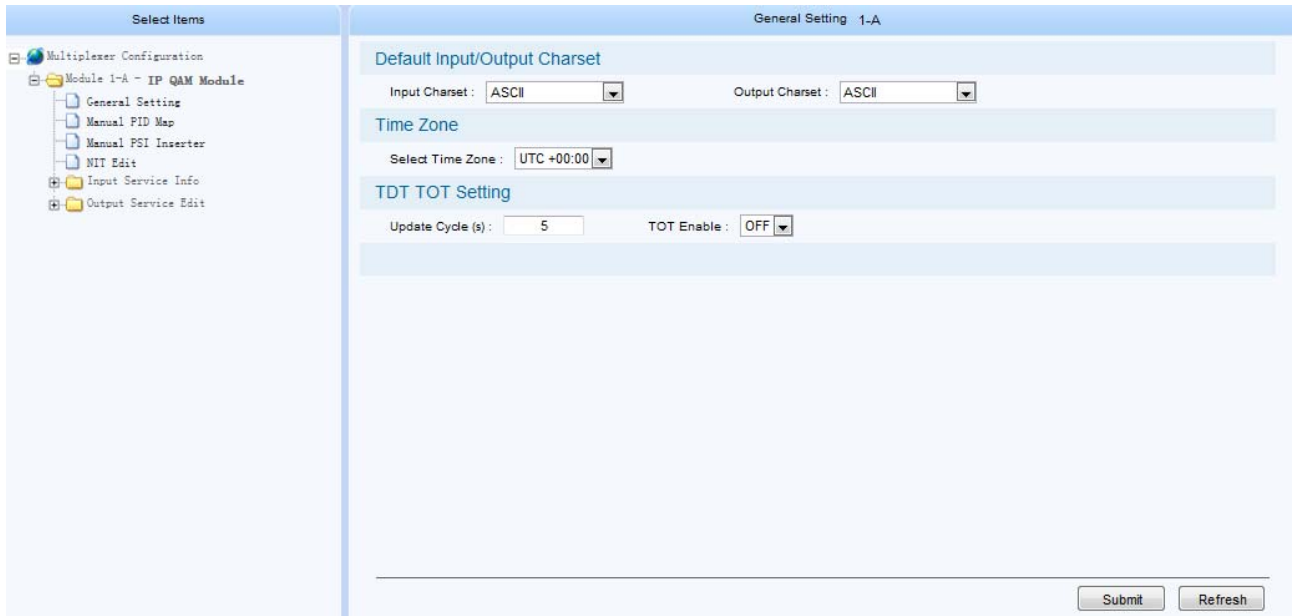 Select Items
General Setting 1-A
Multiplexer Configuration
Module 1-A - IP QAM Module
General Setting
Manual PID Map
Manual PSI Inserter
NIT Edit
Input Service Info
Output Service Edit
Default Input/Output Charset
Input Charset : ASCII Output Charset : ASCII
Time Zone
Select Time Zone : UTC +00:00
TDT TOT Setting
Update Cycle (s) : 5 TOT Enable : OFF
Submit Refresh